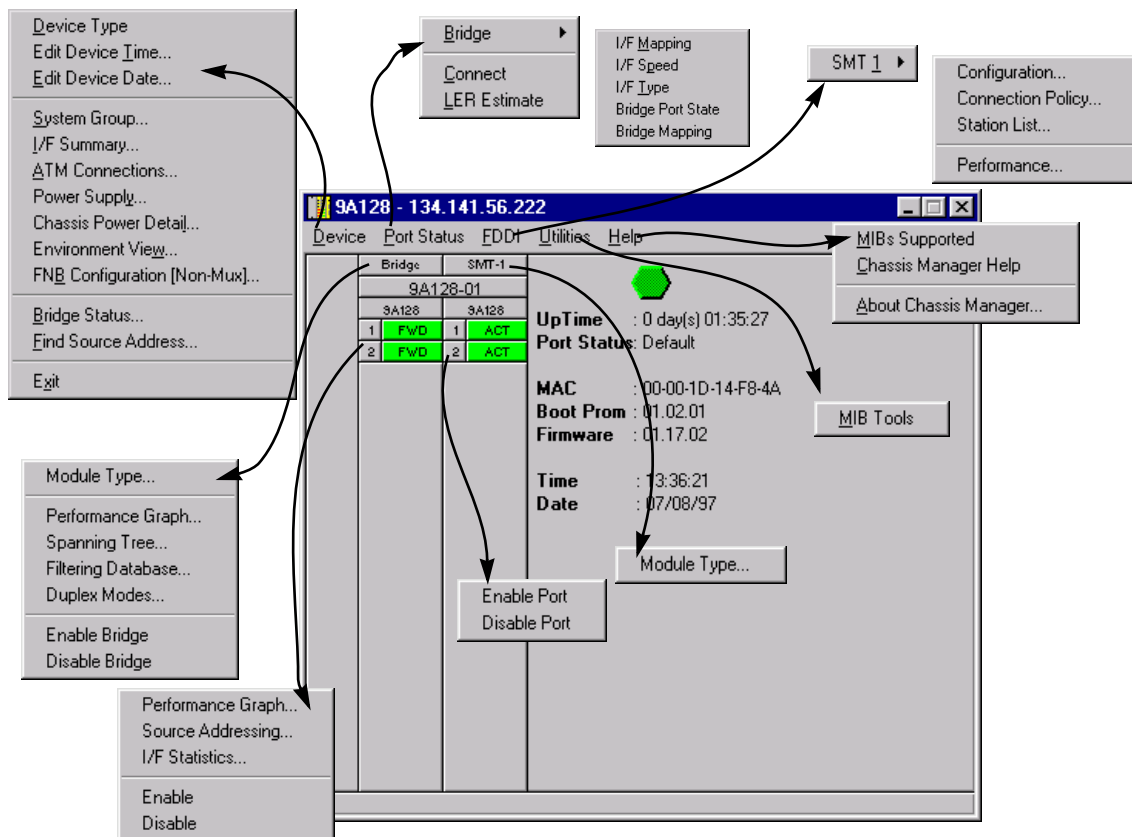 Device Type
Edit Device Time...
Edit Device Date...
System Group...
I/F Summary...
ATM Connections...
Power Supply...
Chassis Power Detail...
Environment View...
FNB Configuration [Non-Mux]...
Bridge Status...
Find Source Address...
Exit
Bridge
Connect
LER Estimate
I/F Mapping
I/F Speed
I/F Type
Bridge Port State
Bridge Mapping
SMT 1
Configuration...
Connection Policy...
Station List...
Performance...
9A128 - 134.141.56.222
Device Port Status FDDI Utilities Help
MIBs Supported
Chassis Manager Help
About Chassis Manager...
Bridge SMT-1
9A128-01
9A128 9A128
1 FWD 1 ACT
2 FWD 2 ACT
UpTime : 0 day(s) 01:35:27
Port Status: Default
MAC : 00-00-1D-14-F8-4A
Boot Prom : 01.02.01
Firmware : 01.17.02
Time : 13:36:21
Date : 07/08/97
MIB Tools
Module Type...
Performance Graph...
Spanning Tree...
Filtering Database...
Duplex Modes...
Enable Bridge
Disable Bridge
Module Type...
Enable Port
Disable Port
Performance Graph...
Source Addressing...
I/F Statistics...
Enable
Disable